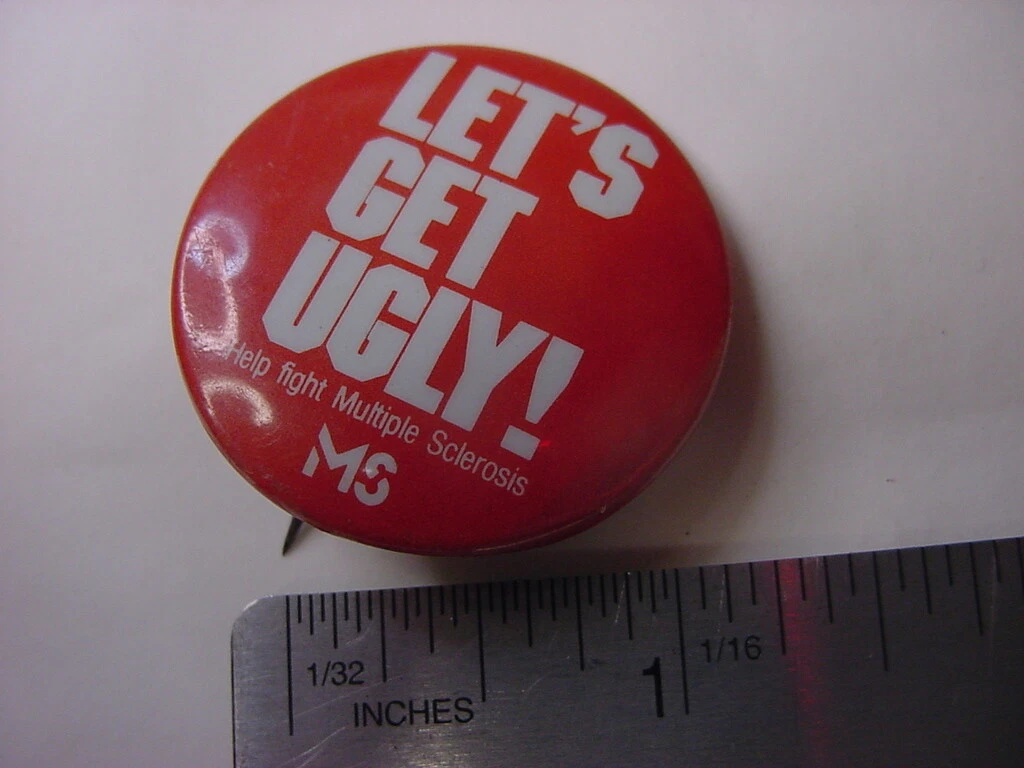 LET'S
GET
UGLY!
Help fight Multiple Sclerosis
MS
1/32
INCHES
1
1/16